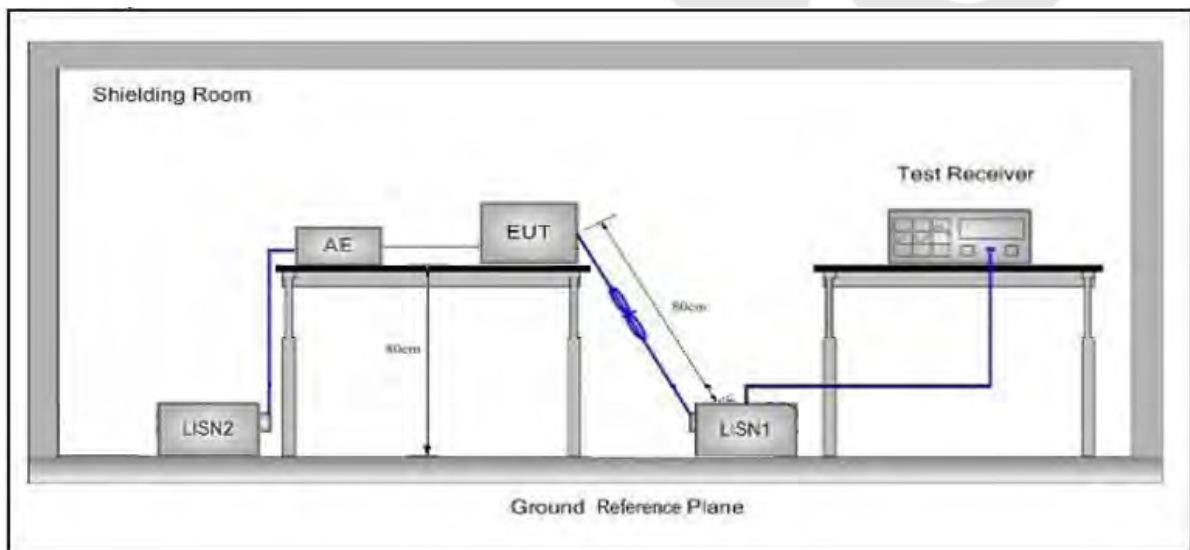 Shielding Room
Test Receiver
AE
EUT
80cm
80cm
LISN2
LISN1
Ground Reference Plane